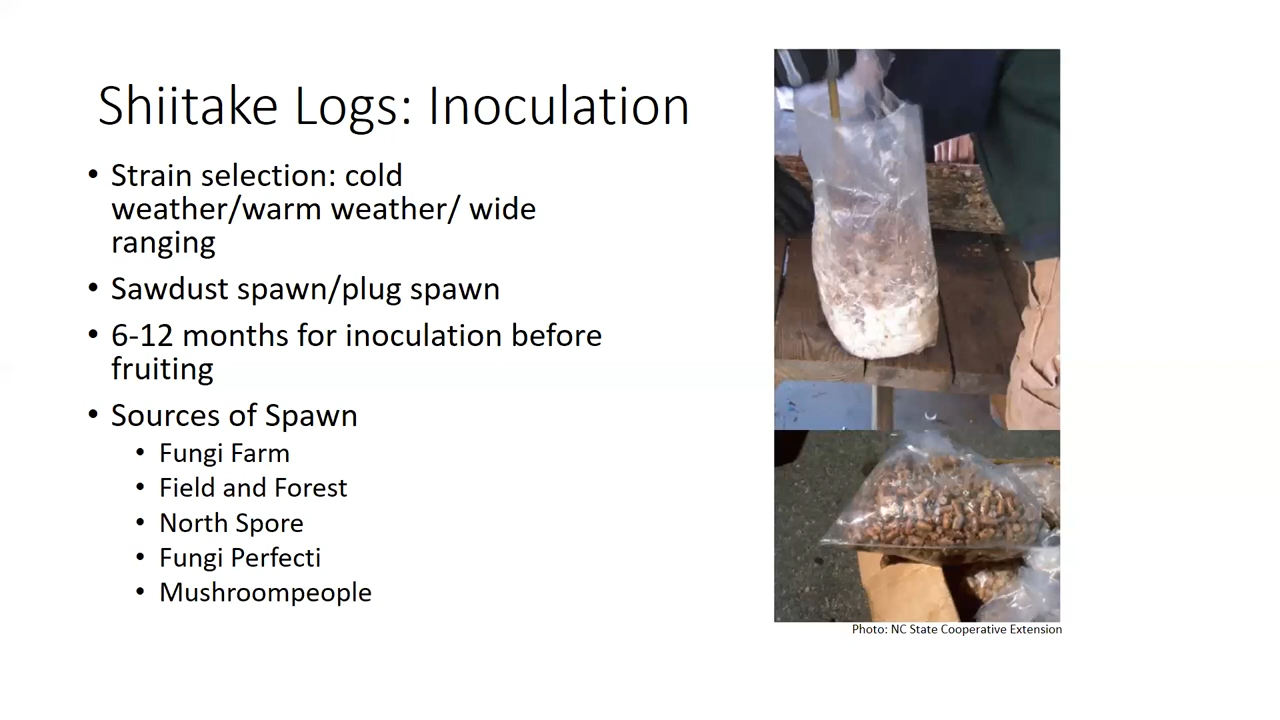 Shiitake Logs: Inoculation
• Strain selection: cold
weather/warm weather/ wide
ranging
• Sawdust spawn/plug spawn
• 6-12 months for inoculation before
fruiting
• Sources of Spawn
• Fungi Farm
• Field and Forest
• North Spore
• Fungi Perfecti
• Mushroompeople
Photo: NC State Cooperative Extension